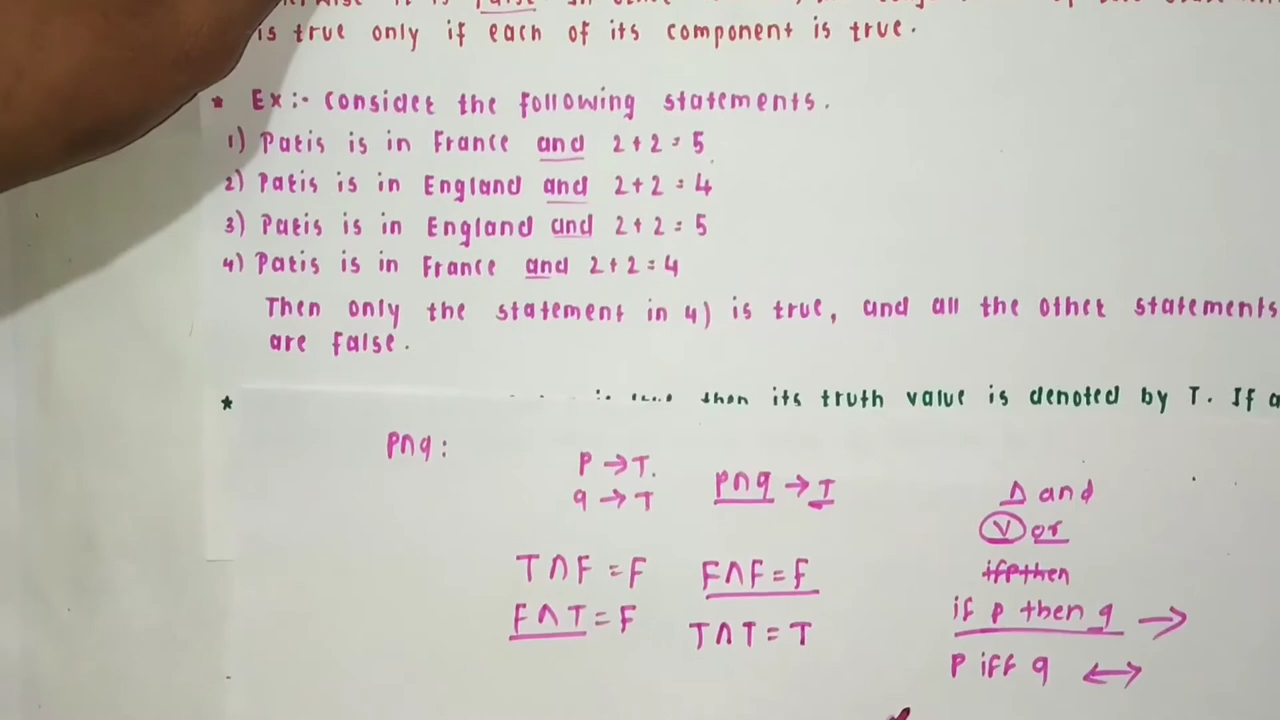 is true only if each of its component is true.
* Ex:- Consider the following statements.
1) Paris is in France and 2+2=5
2) Paris is in England and 2+2=4
3) Paris is in England and 2+2=5
4) Paris is in France and 2+2=4
Then only the statement in 4) is true, and all the other statements
are false.
* then its truth value is denoted by T. If a
p∩q:
p → T.
q → T
p∩q → T
T∩F = F
F∩T = F
F∩F = F
T∩T = T
Δ and
V or
if p then
if p then q →
P iff q ↔